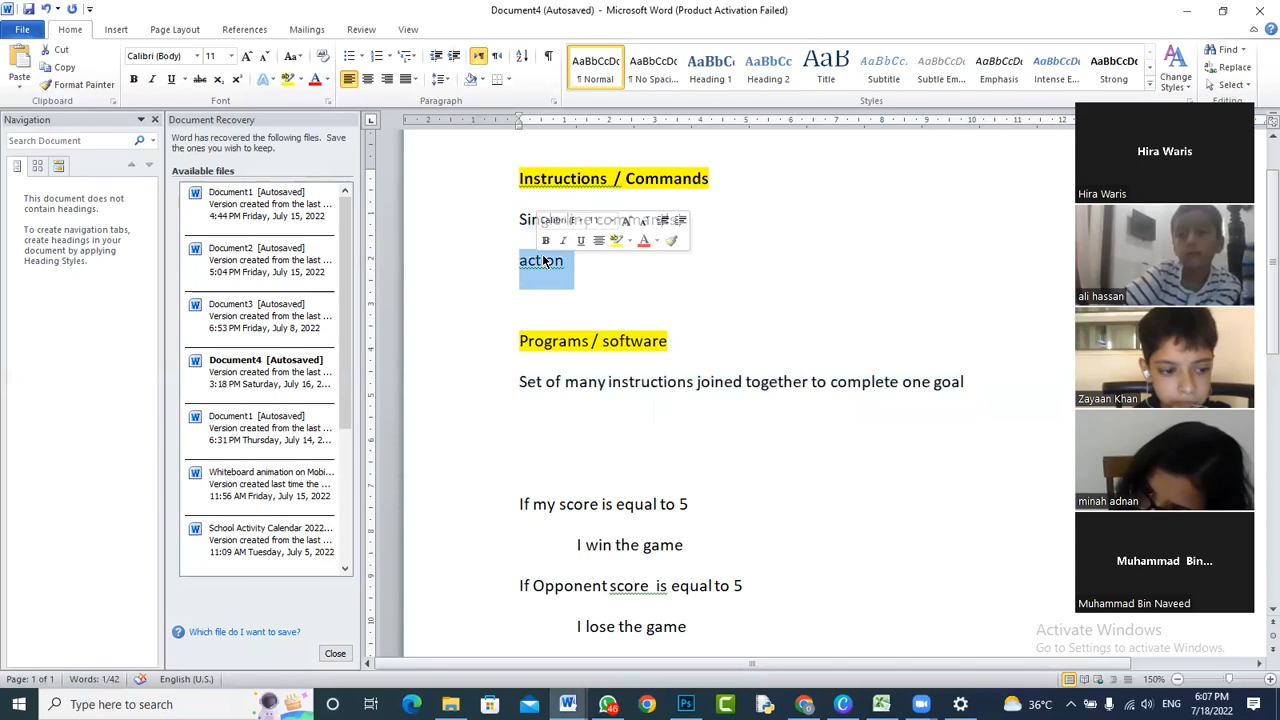 Document4 (Autosaved) - Microsoft Word (Product Activation Failed)
File Home Insert Page Layout References Mailings Review View
Cut
Copy
Format Painter
Paste
Calibri (Body) 11
AaBbCcDc AaBbCcDc AaBbC AaBbCc AaB AaBbCc. AaBbCcDc AaBbCcDc AaBbCcDc AaBbCcDc
¶ Normal ¶ No Spaci... Heading 1 Heading 2 Title Subtitle Subtle Em... Emphasis Intense E... Strong
Change
Styles
Find
Replace
Select
Clipboard Font Paragraph Styles Editing
Navigation
Search Document
This document does not
contain headings.
To create navigation tabs,
create headings in your
document by applying
Heading Styles.
Document Recovery
Word has recovered the following files. Save
the ones you wish to keep.
Available files
Document1 [Autosaved]
Version created from the last ...
4:44 PM Friday, July 15, 2022
Document2 [Autosaved]
Version created from the last ...
5:04 PM Friday, July 15, 2022
Document3 [Autosaved]
Version created from the last ...
6:53 PM Friday, July 8, 2022
Document4 [Autosaved]
Version created from the last ...
3:18 PM Saturday, July 16, 2...
Document1 [Autosaved]
Version created from the last ...
6:31 PM Thursday, July 14, 2...
Whiteboard animation on Mobi...
Version created last time the ...
11:56 AM Friday, July 15, 2022
School Activity Calendar 2022...
Version created from the last ...
11:09 AM Tuesday, July 5, 2022
Which file do I want to save?
Close
Instructions / Commands
action
Programs / software
Set of many instructions joined together to complete one goal
If my score is equal to 5
I win the game
If Opponent score is equal to 5
I lose the game
Hira Waris
Hira Waris
ali hassan
Zayaan Khan
minah adnan
Muhammad Bin...
Muhammad Bin Naveed
Activate Windows
Go to Settings to activate Windows.
Page: 1 of 1 Words: 1/42 English (U.S.) 150%
Type here to search
46
36°C
ENG
6:07 PM
7/18/2022